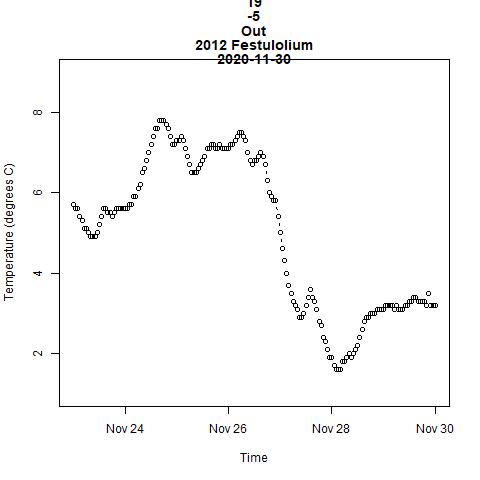 19
-5
Out
2012 Festulolium
2020-11-30
Temperature (degrees C)
8
6
4
2
Nov 24 Nov 26 Nov 28 Nov 30
Time